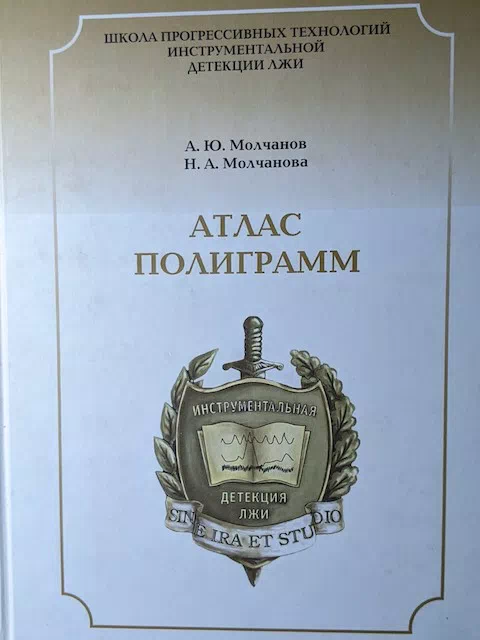 ШКОЛА ПРОГРЕССИВНЫХ ТЕХНОЛОГИЙ
ИНСТРУМЕНТАЛЬНОЙ
ДЕТЕКЦИИ ЛЖИ
А. Ю. Молчанов
Н. А. Молчанова
АТЛАС
ПОЛИГРАММ
ИНСТРУМЕНТАЛЬНАЯ
ДЕТЕКЦИЯ
ЛЖИ
SINE IRA ET STUDIO